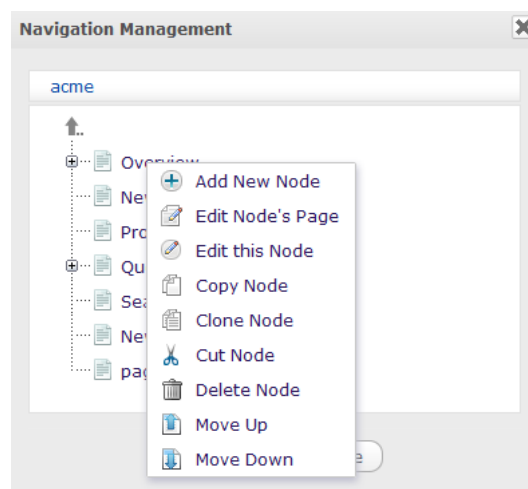 Navigation Management
acme
..
Overview
Add New Node
Edit Node's Page
Edit this Node
Copy Node
Clone Node
Cut Node
Delete Node
Move Up
Move Down